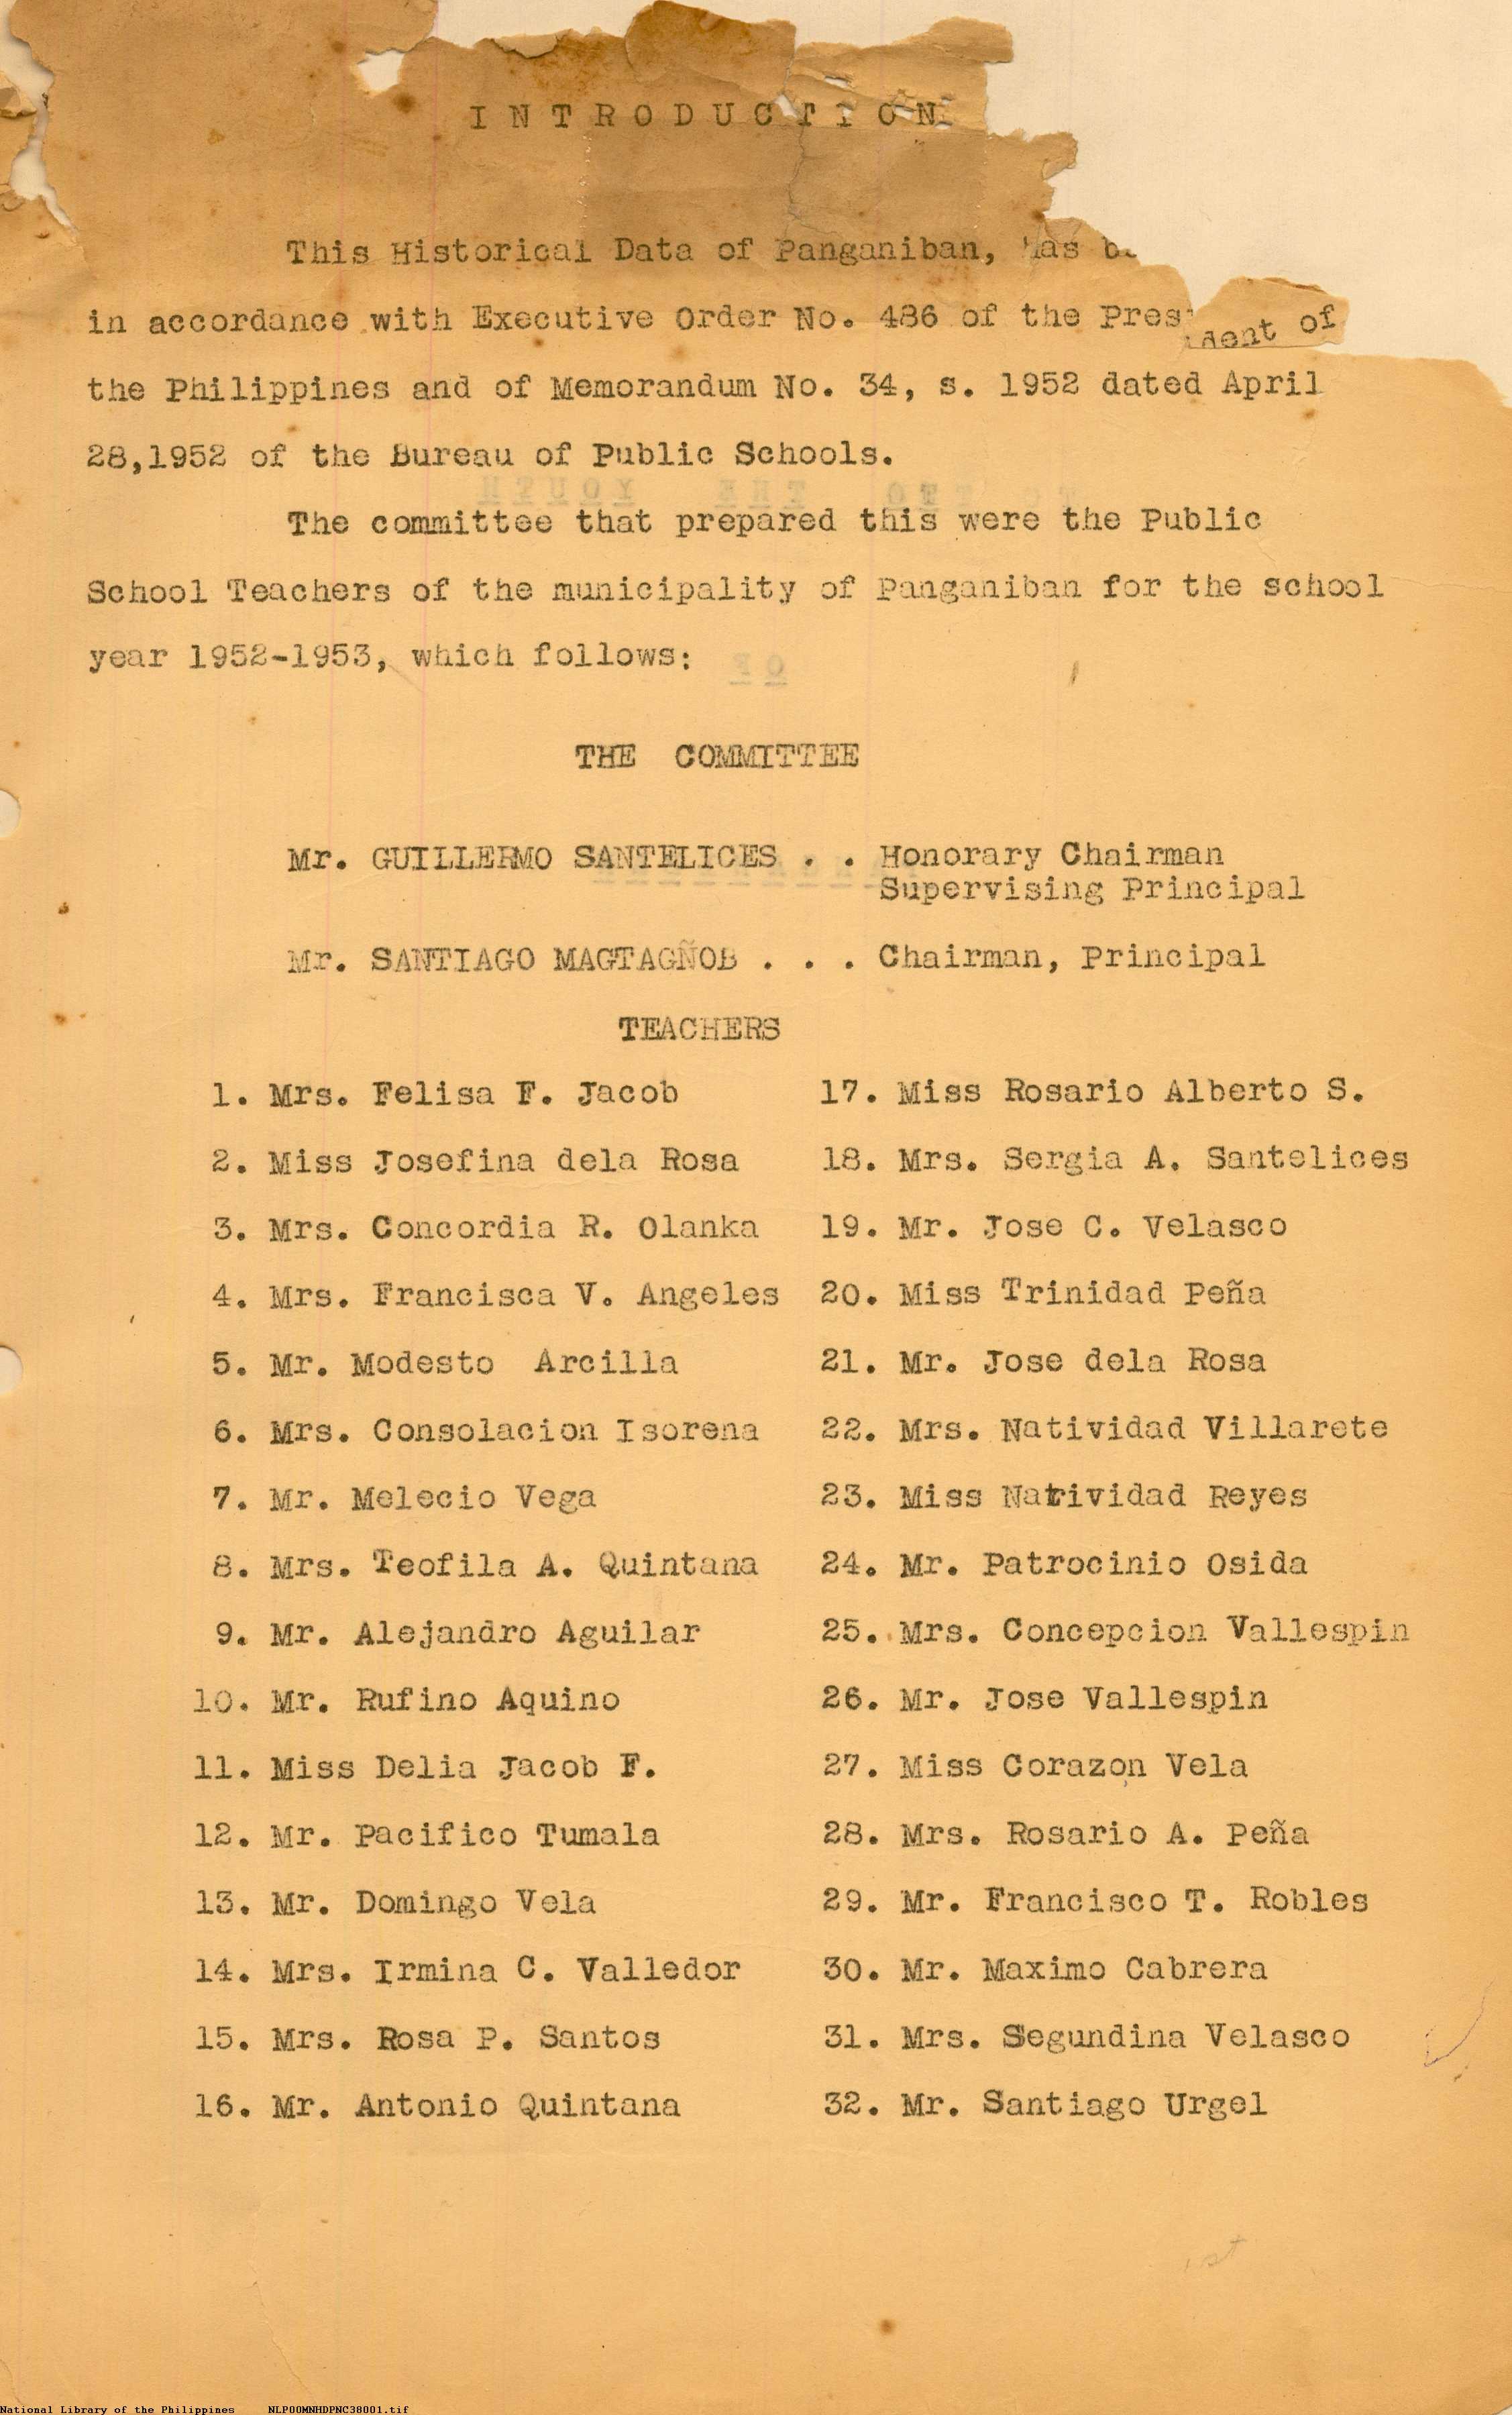 INTRODUCTION
This Historical Data of Panganiban, has
in accordance with Executive Order No. 486 of the President of
the Philippines and of Memorandum No. 34, s. 1952 dated April
28,1952 of the Bureau of Public Schools.
The committee that prepared this were the Public
School Teachers of the municipality of Panganiban for the school
year 1952-1953, which follows:
THE COMMITTEE
Mr. GUILLERMO SANTELICES . . Honorary Chairman
Supervising Principal
Mr. SANTIAGO MAGTAGÑOB . . . Chairman, Principal
TEACHERS
1. Mrs. Felisa F. Jacob
2. Miss Josefina dela Rosa
3. Mrs. Concordia R. Olanka
4. Mrs. Francisca V. Angeles
5. Mr. Modesto Arcilla
6. Mrs. Consolacion Isorena
7. Mr. Melecio Vega
8. Mrs. Teofila A. Quintana
9. Mr. Alejandro Aguilar
10. Mr. Rufino Aquino
11. Miss Delia Jacob F.
12. Mr. Pacifico Tumala
13. Mr. Domingo Vela
14. Mrs. Irmina C. Valledor
15. Mrs. Rosa P. Santos
16. Mr. Antonio Quintana
17. Miss Rosario Alberto S.
18. Mrs. Sergia A. Santelices
19. Mr. Jose C. Velasco
20. Miss Trinidad Peña
21. Mr. Jose dela Rosa
22. Mrs. Natividad Villarete
23. Miss Natividad Reyes
24. Mr. Patrocinio Osida
25. Mrs. Concepcion Vallespin
26. Mr. Jose Vallespin
27. Miss Corazon Vela
28. Mrs. Rosario A. Peña
29. Mr. Francisco T. Robles
30. Mr. Maximo Cabrera
31. Mrs. Segundina Velasco
32. Mr. Santiago Urgel
National Library of the Philippines NLP00MNHDPNC38001.tif